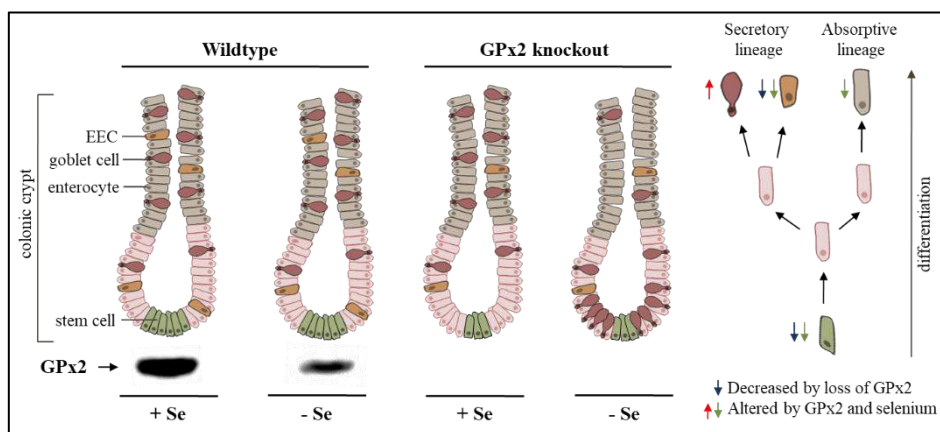 Wildtype
GPx2 knockout
Secretory lineage
Absorptive lineage
colonic crypt
EEC
goblet cell
enterocyte
stem cell
differentiation
GPx2
+ Se
- Se
+ Se
- Se
Decreased by loss of GPx2
Altered by GPx2 and selenium